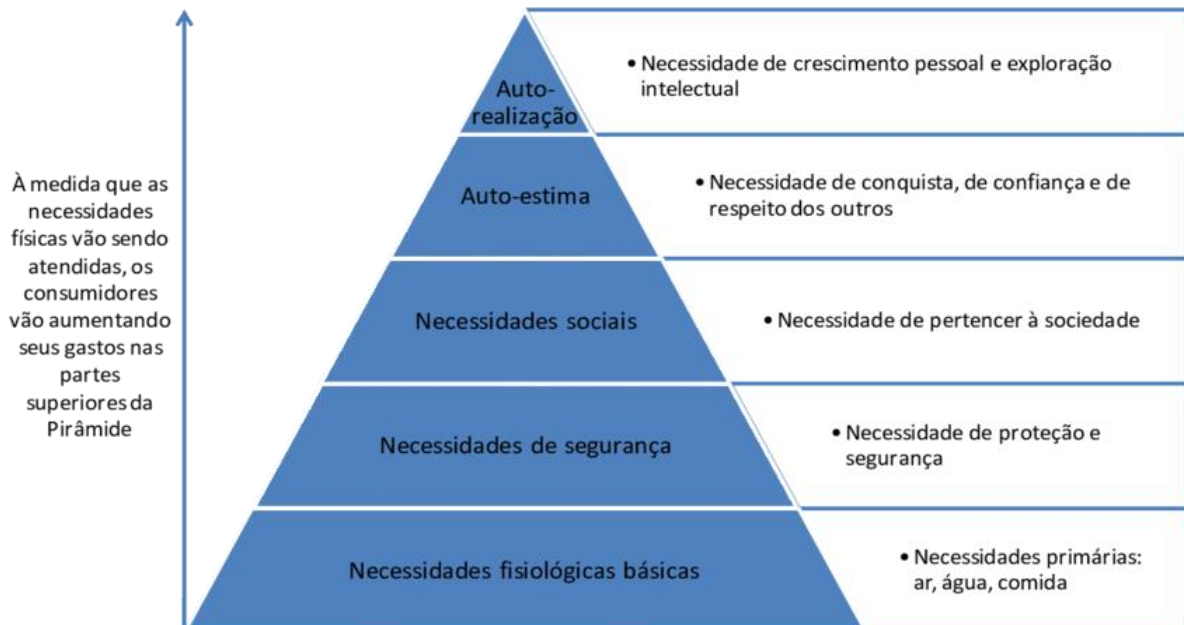 À medida que as
necessidades
físicas vão sendo
atendidas, os
consumidores
vão aumentando
seus gastos nas
partes
superiores da
Pirâmide
Auto-
realização
• Necessidade de crescimento pessoal e exploração
intelectual
Auto-estima
• Necessidade de conquista, de confiança e de
respeito dos outros
Necessidades sociais
• Necessidade de pertencer à sociedade
Necessidades de segurança
• Necessidade de proteção e
segurança
Necessidades fisiológicas básicas
• Necessidades primárias:
ar, água, comida